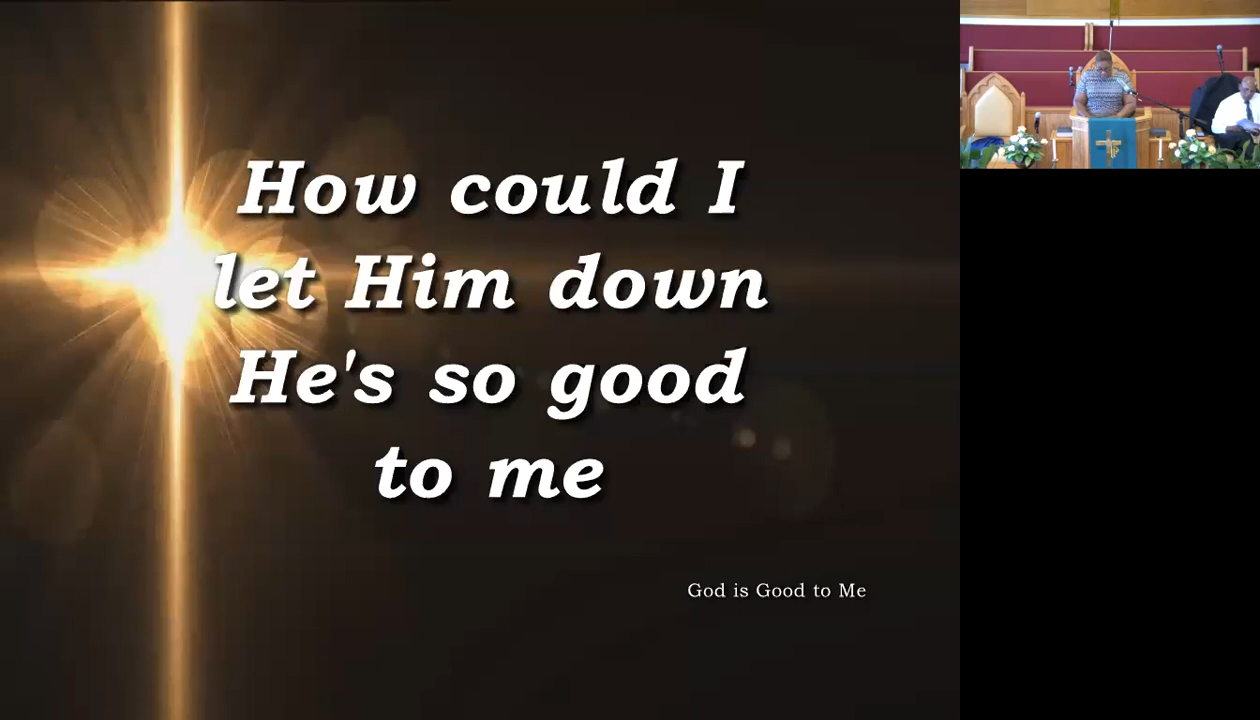 How could I
let Him down
He's so good
to me
God is Good to Me